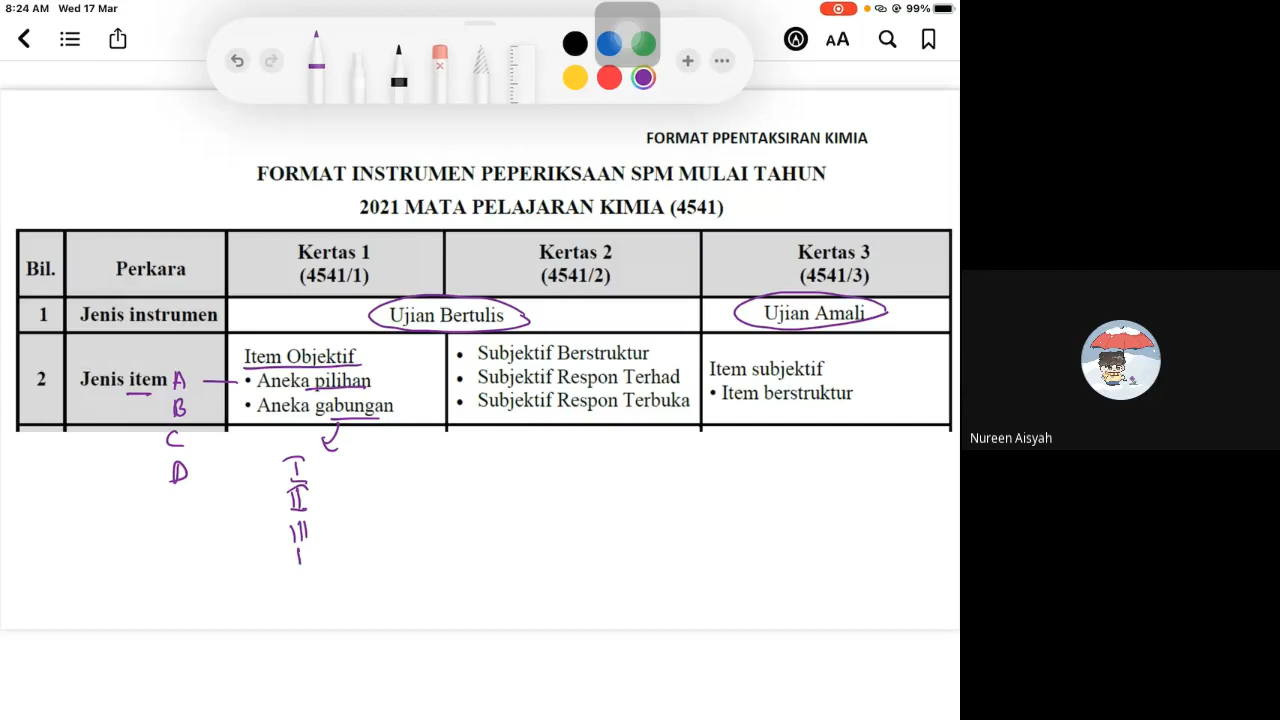 8:24 AM Wed 17 Mar
99%
AA
FORMAT PPENTAKSIRAN KIMIA
FORMAT INSTRUMEN PEPERIKSAAN SPM MULAI TAHUN
2021 MATA PELAJARAN KIMIA (4541)
Bil.
Perkara
Kertas 1
(4541/1)
Kertas 2
(4541/2)
Kertas 3
(4541/3)
1
Jenis instrumen
Ujian Bertulis
Ujian Amali
2
Jenis item
Item Objektif
• Aneka pilihan
• Aneka gabungan
• Subjektif Berstruktur
• Subjektif Respon Terhad
• Subjektif Respon Terbuka
Item subjektif
• Item berstruktur
A
B
C
D
I
II
III
I
Nureen Aisyah